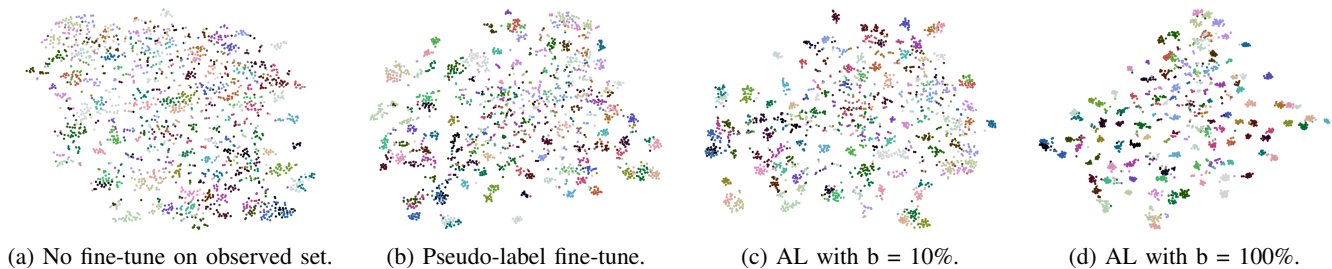 (a) No fine-tune on observed set.
(b) Pseudo-label fine-tune.
(c) AL with b = 10%.
(d) AL with b = 100%.